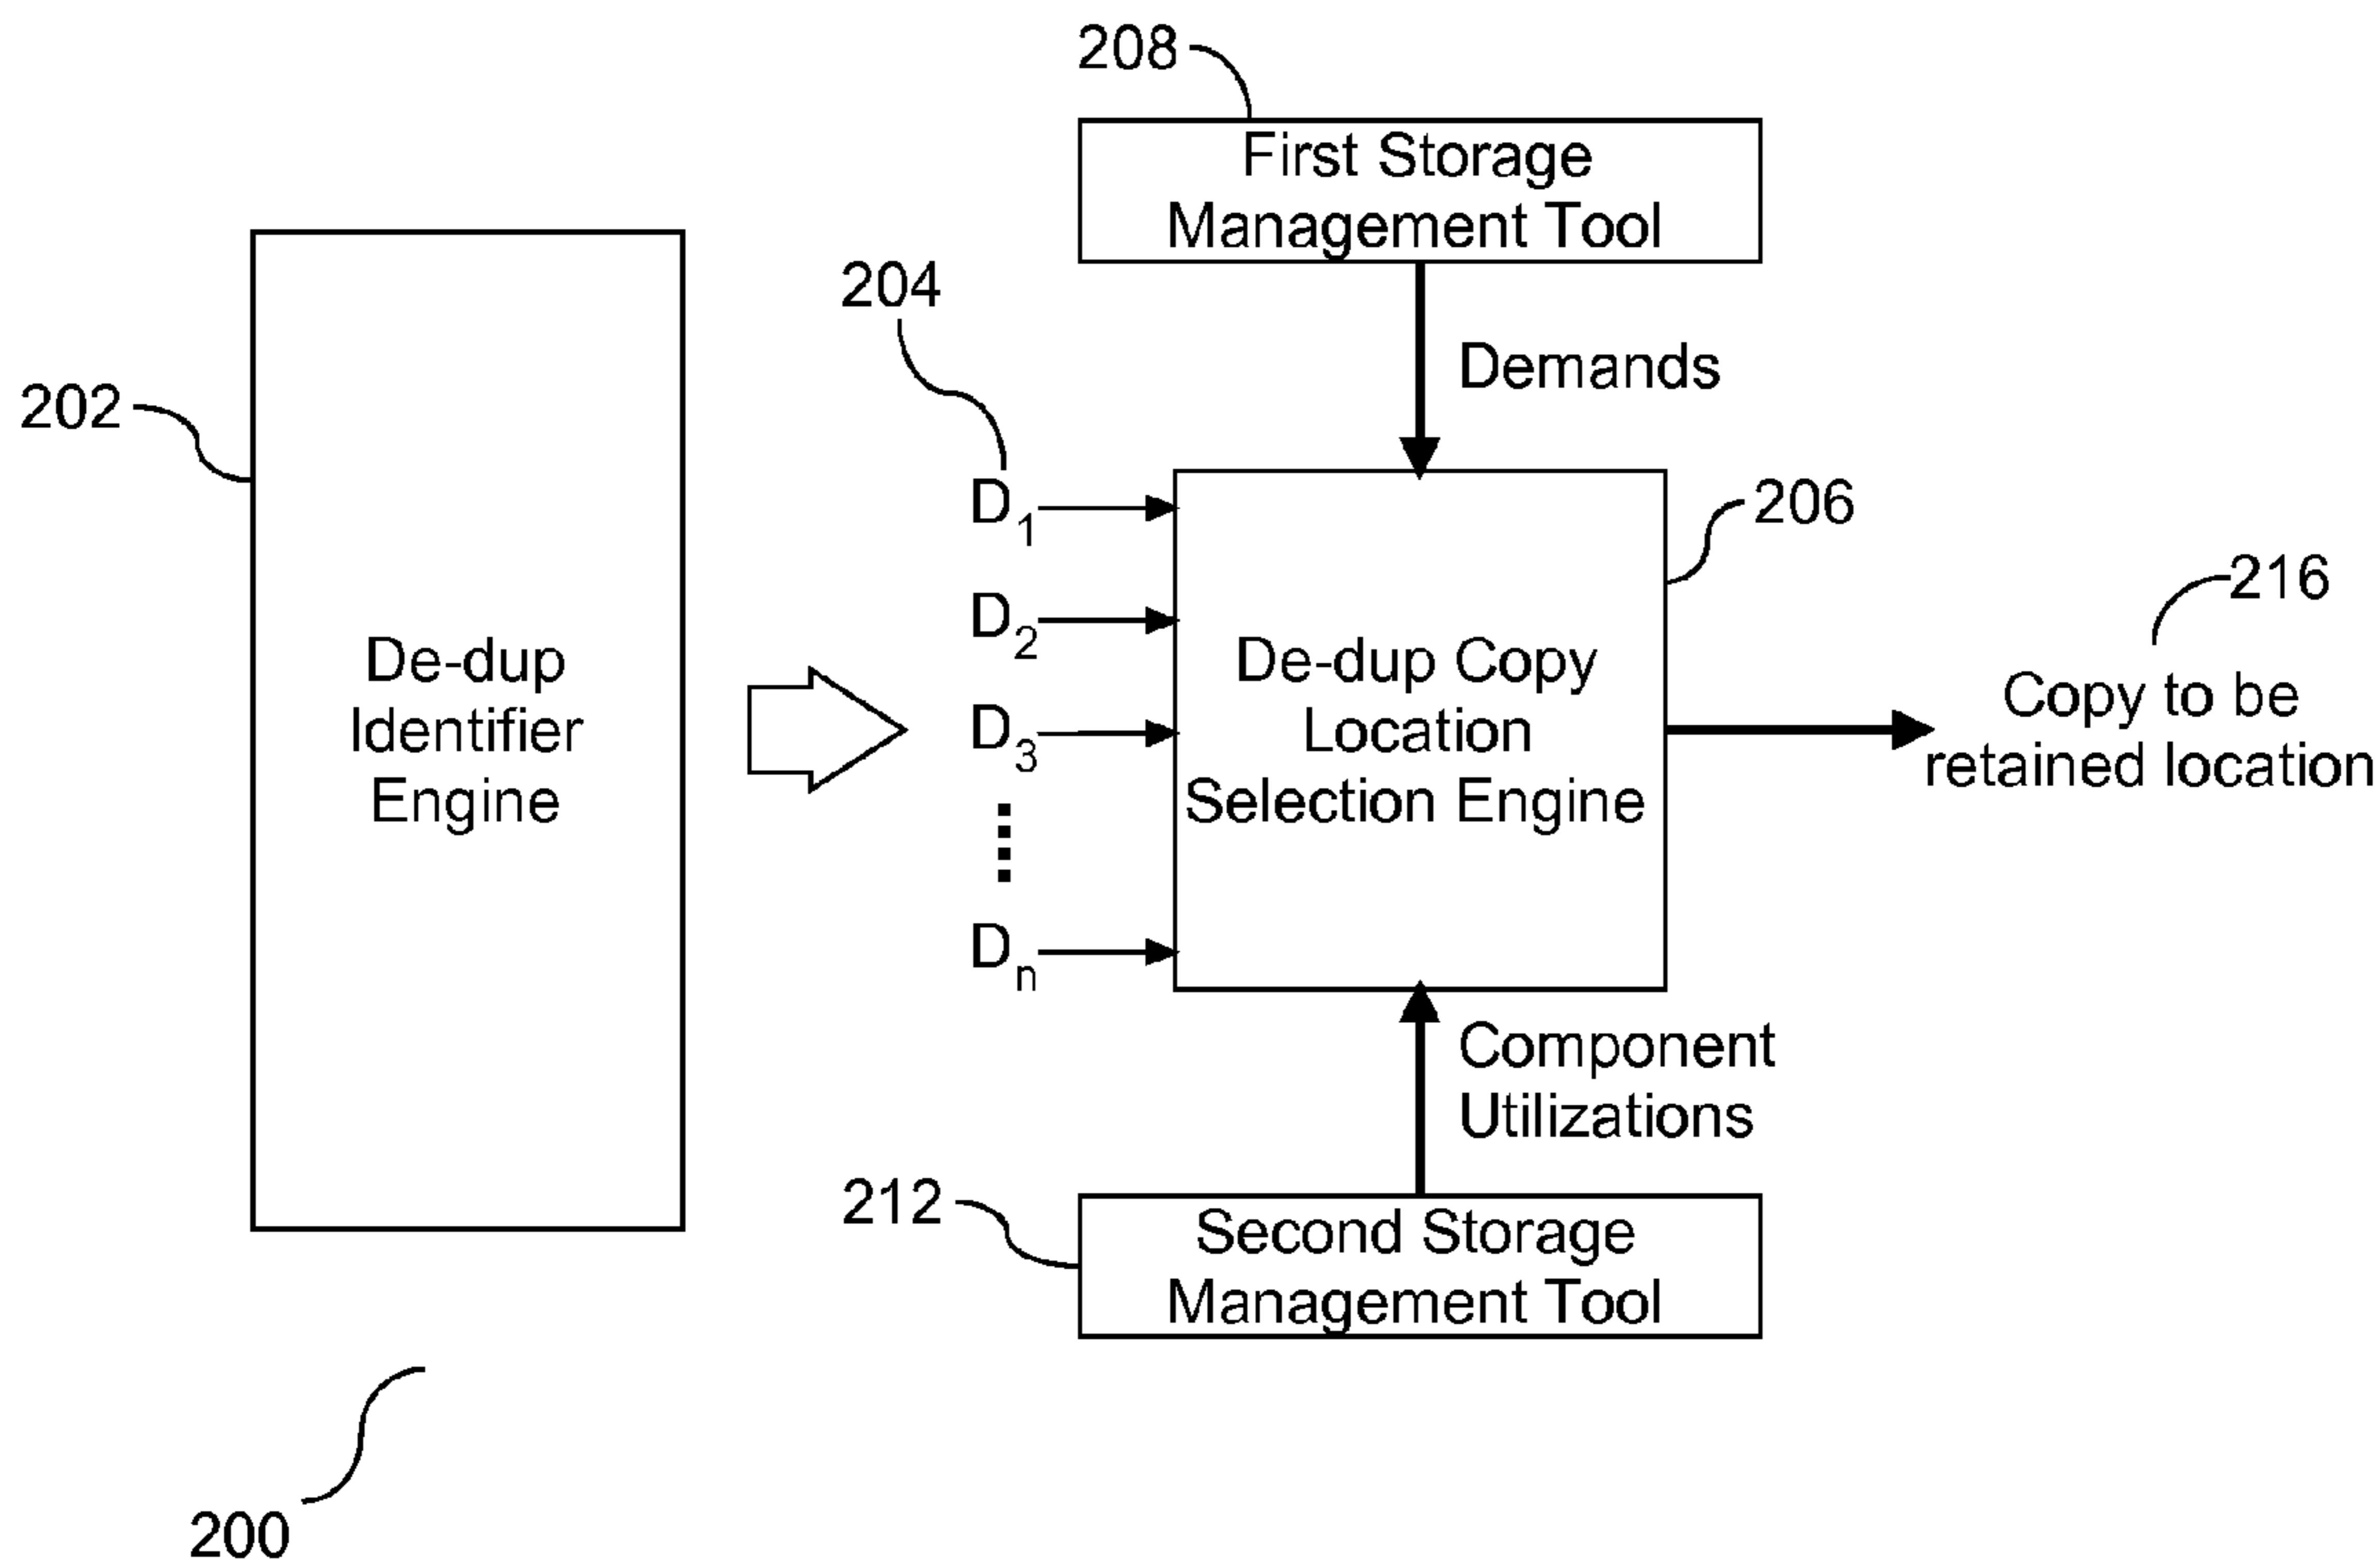 208
First Storage
Management Tool
204
Demands
202
D1
206
216
D2
De-dup
Identifier
Engine
De-dup Copy
Location
Selection Engine
Copy to be
retained location
D3
Dn
Component
Utilizations
212
Second Storage
Management Tool
200